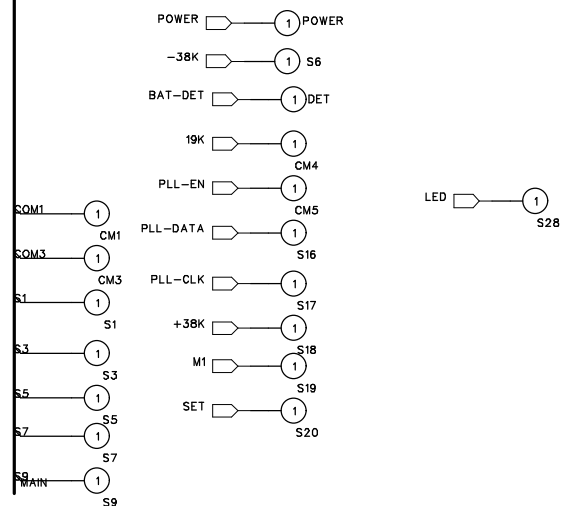 POWER 1 POWER
-38K 1 S6
BAT-DET 1 DET
19K 1
CM4
PLL-EN 1
CM5
LED 1
S28
COM1 1
CM1
PLL-DATA 1
S16
COM3 1
CM3
PLL-CLK 1
S17
S1 1
S1
+38K 1
S18
S3 1
S3
M1 1
S19
S5 1
S5
SET 1
S20
S7 1
S7
S9 1
MAIN
S9